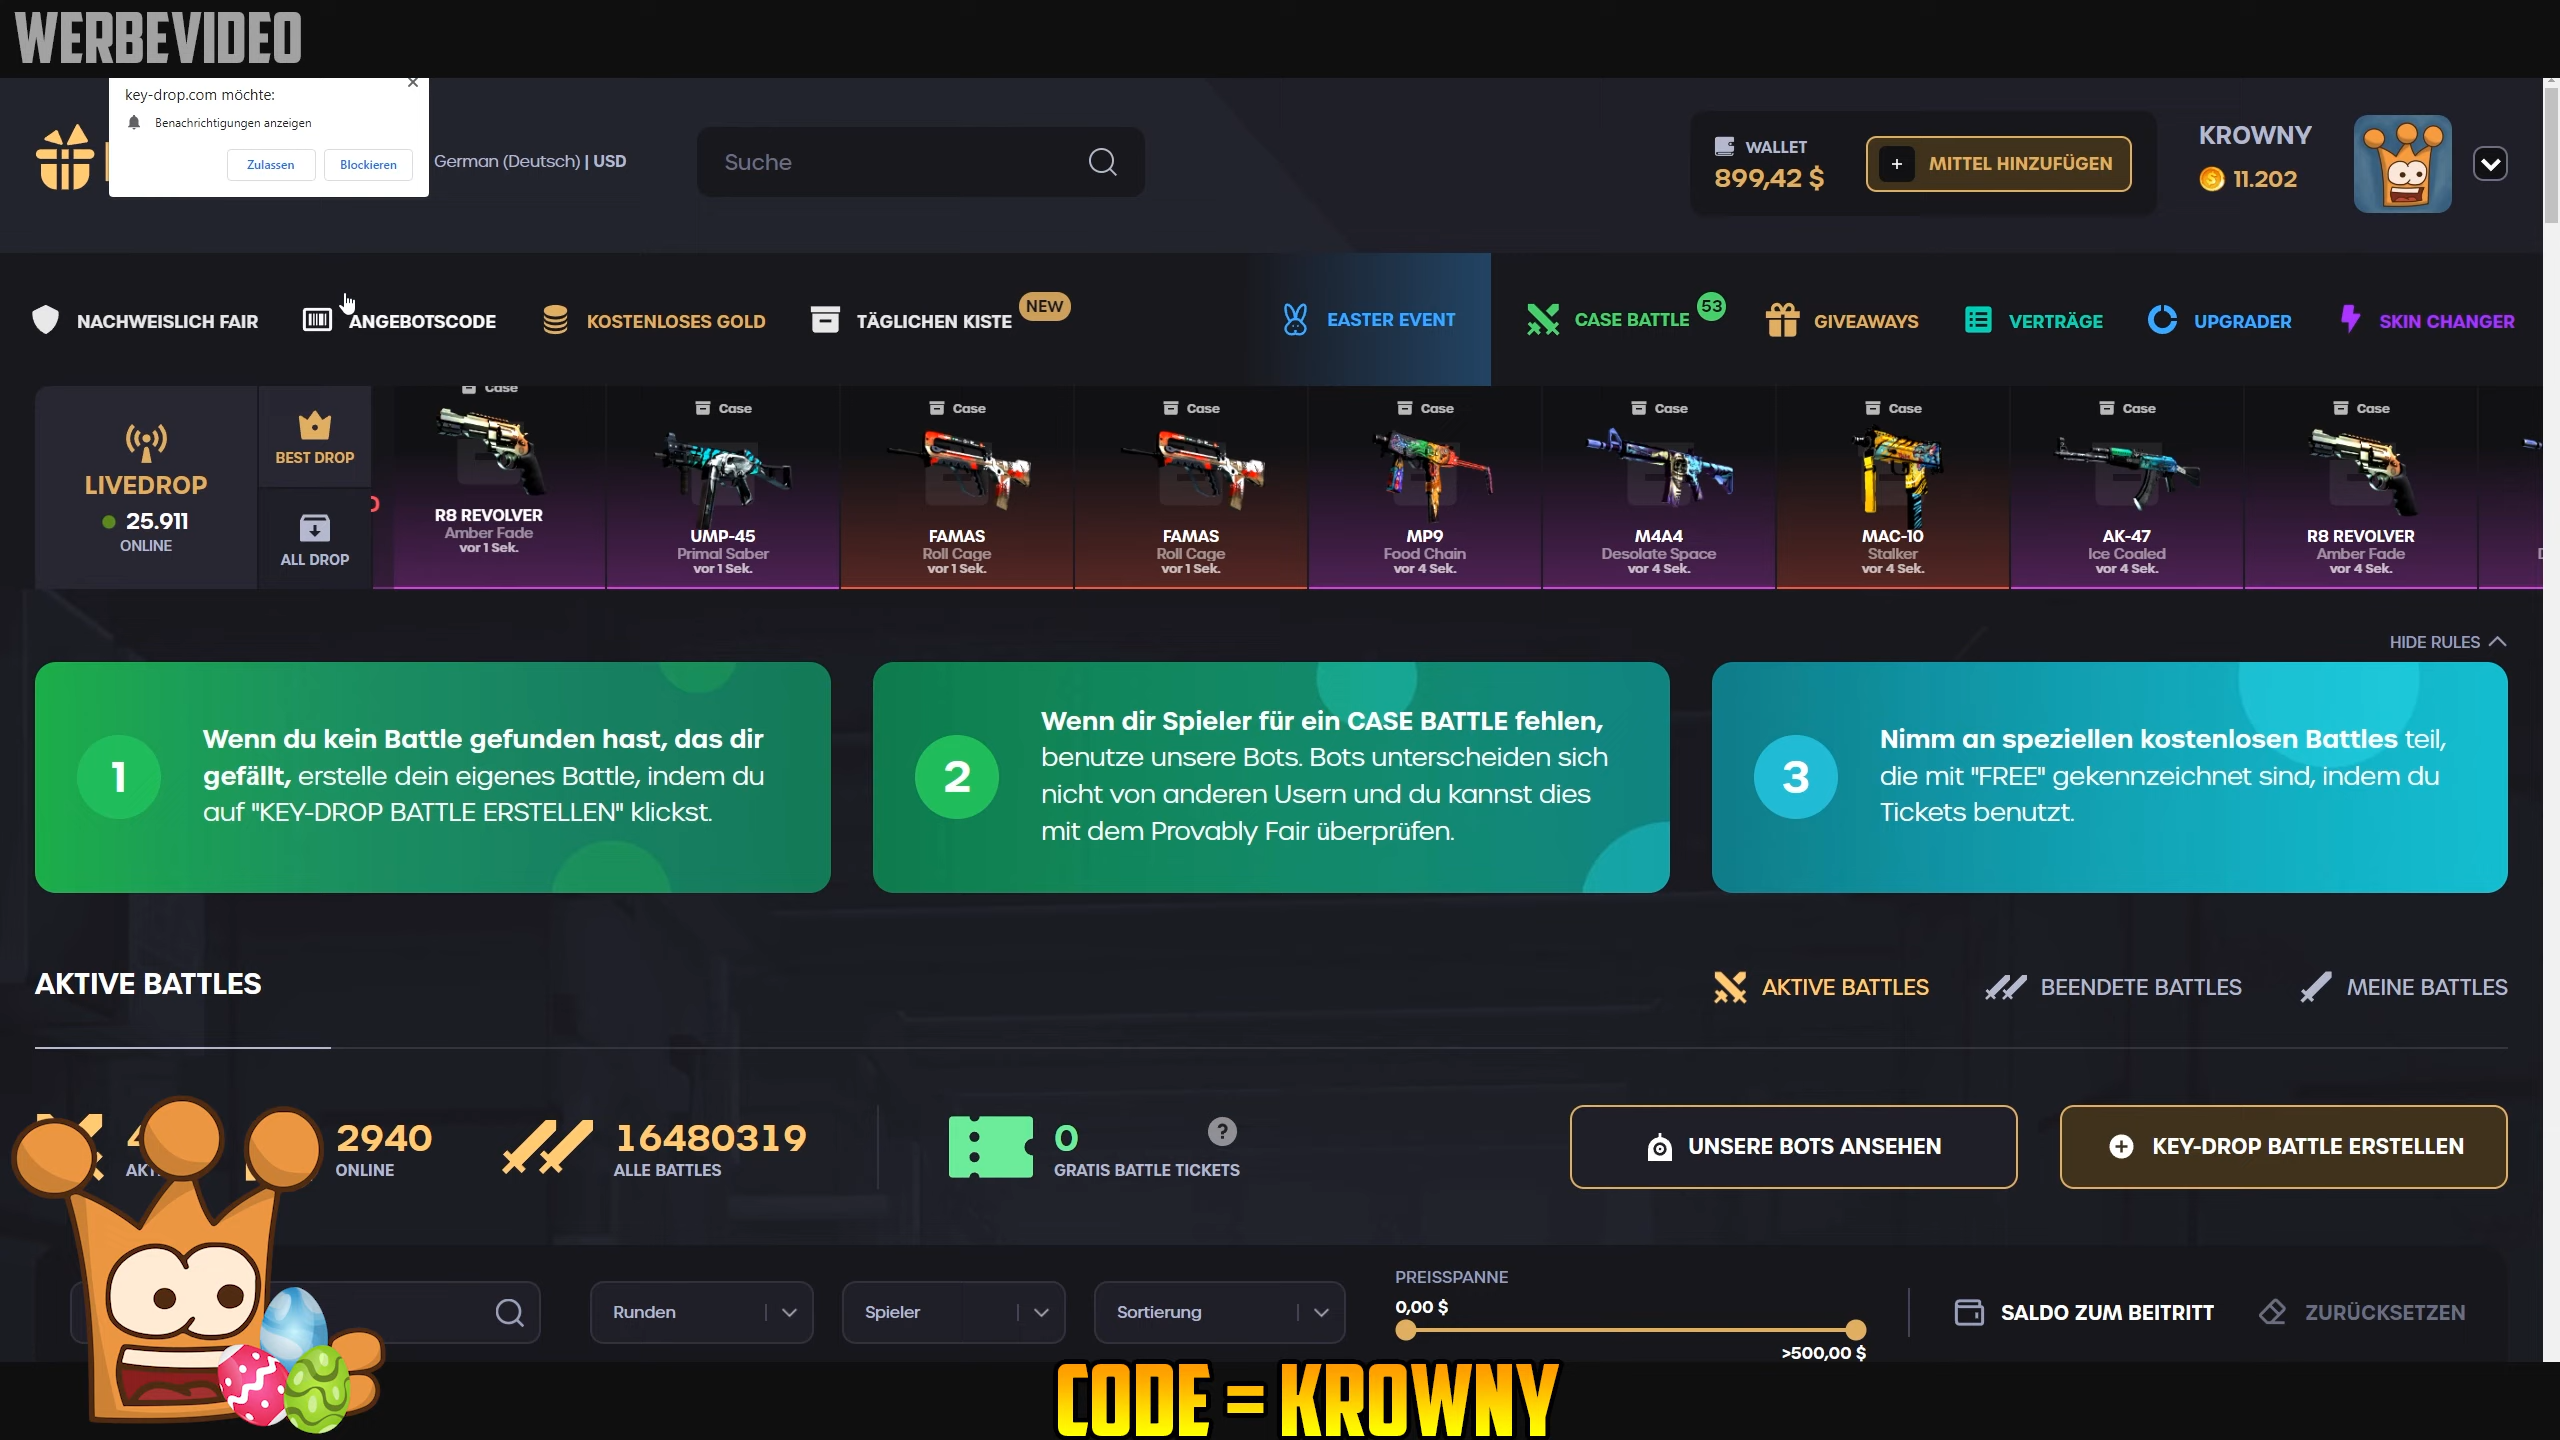 WERBEVIDEO
key-drop.com möchte:
Benachrichtigungen anzeigen
Zulassen
Blockieren
German (Deutsch) | USD
Suche
WALLET
899,42 $
+ MITTEL HINZUFÜGEN
KROWNY
11.202
NACHWEISLICH FAIR
ANGEBOTSCODE
KOSTENLOSES GOLD
TÄGLICHEN KISTE
NEW
EASTER EVENT
CASE BATTLE
53
GIVEAWAYS
VERTRÄGE
UPGRADER
SKIN CHANGER
LIVEDROP
25.911
ONLINE
BEST DROP
ALL DROP
Case
R8 REVOLVER
Amber Fade
vor 1 Sek.
Case
UMP-45
Primal Saber
vor 1 Sek.
Case
FAMAS
Roll Cage
vor 1 Sek.
Case
FAMAS
Roll Cage
vor 1 Sek.
Case
MP9
Food Chain
vor 4 Sek.
Case
M4A4
Desolate Space
vor 4 Sek.
Case
MAC-10
Stalker
vor 4 Sek.
Case
AK-47
Ice Coaled
vor 4 Sek.
Case
R8 REVOLVER
Amber Fade
vor 4 Sek.
HIDE RULES
1
Wenn du kein Battle gefunden hast, das dir
gefällt, erstelle dein eigenes Battle, indem du
auf "KEY-DROP BATTLE ERSTELLEN" klickst.
2
Wenn dir Spieler für ein CASE BATTLE fehlen,
benutze unsere Bots. Bots unterscheiden sich
nicht von anderen Usern und du kannst dies
mit dem Provably Fair überprüfen.
3
Nimm an speziellen kostenlosen Battles teil,
die mit "FREE" gekennzeichnet sind, indem du
Tickets benutzt.
AKTIVE BATTLES
AKTIVE BATTLES
BEENDETE BATTLES
MEINE BATTLES
2940
ONLINE
16480319
ALLE BATTLES
0
GRATIS BATTLE TICKETS
?
UNSERE BOTS ANSEHEN
KEY-DROP BATTLE ERSTELLEN
Runden
Spieler
Sortierung
PREISSPANNE
0,00 $
>500,00 $
SALDO ZUM BEITRITT
ZURÜCKSETZEN
CODE = KROWNY